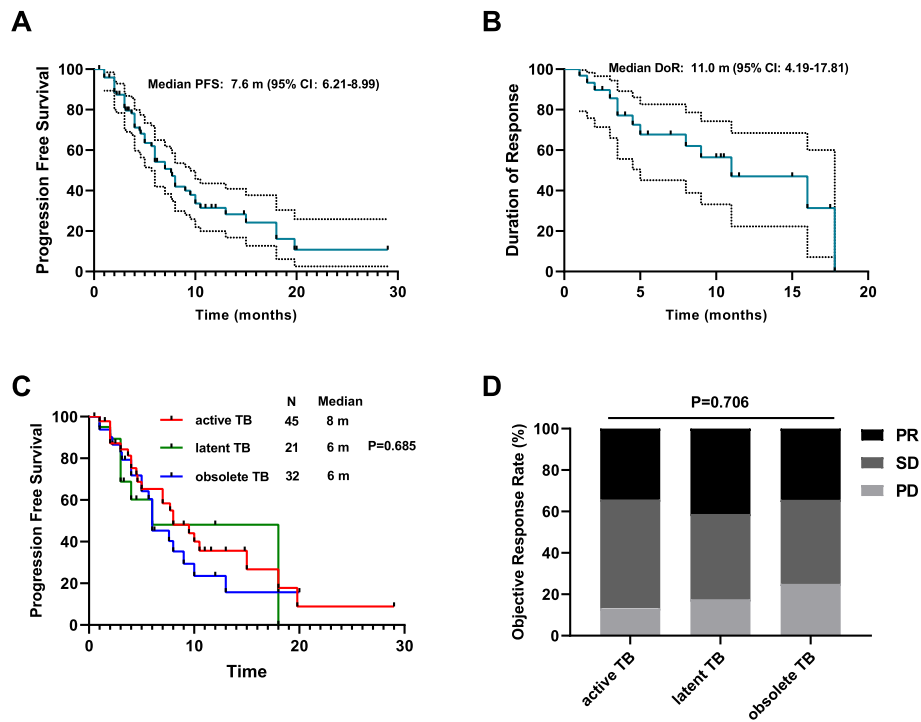 A
Median PFS: 7.6 m (95% CI: 6.21-8.99)
Progression Free Survival
100
80
60
40
20
0
0 10 20 30
Time (months)
B
Median DoR: 11.0 m (95% CI: 4.19-17.81)
Duration of Response
100
80
60
40
20
0
0 5 10 15 20
Time (months)
C
N Median
active TB 45 8 m
latent TB 21 6 m P=0.685
obsolete TB 32 6 m
Progression Free Survival
100
80
60
40
20
0
0 10 20 30
Time
D
P=0.706
Objective Response Rate (%)
100
80
60
40
20
0
PR
SD
PD
active TB
latent TB
obsolete TB